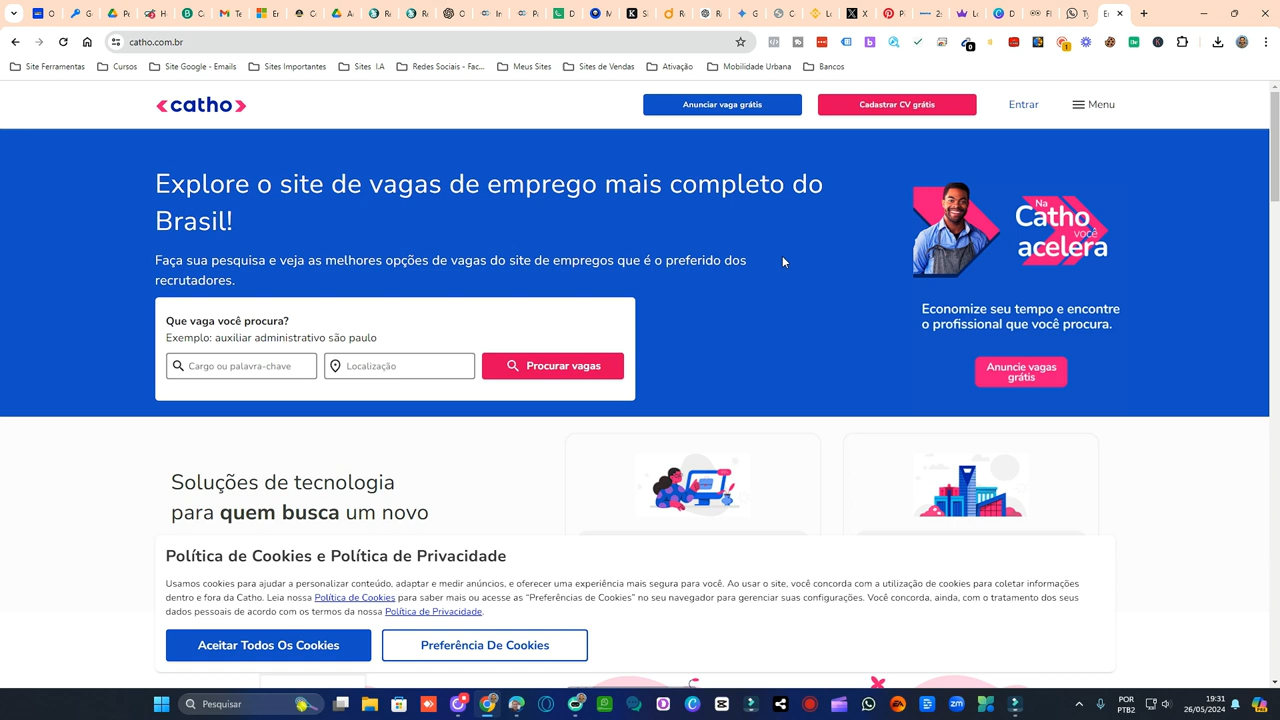 catho.com.br
Site Ferramentas
Cursos
Site Google - Emails
Sites Importantes
Sites I.A
Redes Sociais - Fac...
Meus Sites
Sites de Vendas
Ativação
Mobilidade Urbana
Bancos
catho
Anunciar vaga grátis
Cadastrar CV grátis
Entrar
Menu
Explore o site de vagas de emprego mais completo do
Brasil!
Faça sua pesquisa e veja as melhores opções de vagas do site de empregos que é o preferido dos
recrutadores.
Na
Catho
você
acelera
Economize seu tempo e encontre
o profissional que você procura.
Anuncie vagas
grátis
Que vaga você procura?
Exemplo: auxiliar administrativo são paulo
Cargo ou palavra-chave
Localização
Procurar vagas
Soluções de tecnologia
para quem busca um novo
Política de Cookies e Política de Privacidade
Usamos cookies para ajudar a personalizar conteúdo, adaptar e medir anúncios, e oferecer uma experiência mais segura para você. Ao usar o site, você concorda com a utilização de cookies para coletar informações
dentro e fora da Catho. Leia nossa Política de Cookies para saber mais ou acesse as “Preferências de Cookies” no seu navegador para gerenciar suas configurações. Você concorda, ainda, com o tratamento dos seus
dados pessoais de acordo com os termos da nossa Política de Privacidade.
Aceitar Todos Os Cookies
Preferência De Cookies
Pesquisar
POR
PTB2
19:31
26/05/2024